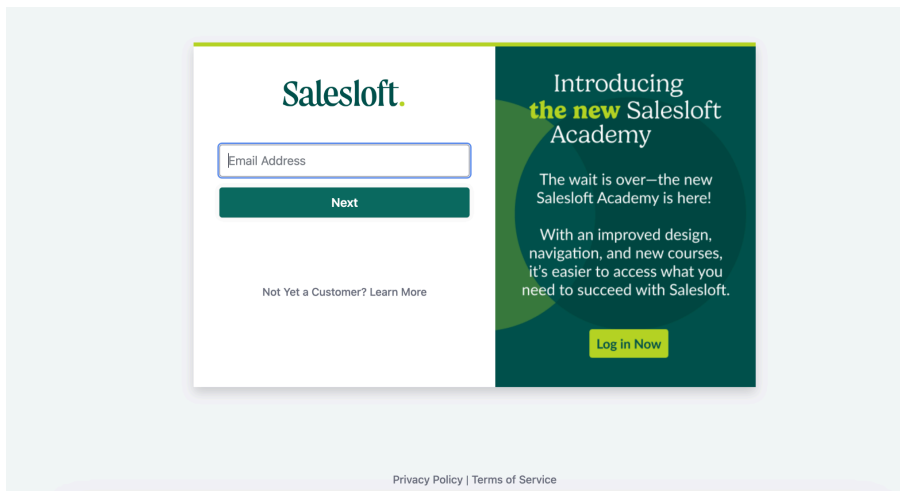 Salesloft.
Email Address
Next
Not Yet a Customer? Learn More
Introducing
the new Salesloft
Academy
The wait is over—the new
Salesloft Academy is here!
With an improved design,
navigation, and new courses,
it's easier to access what you
need to succeed with Salesloft.
Log in Now
Privacy Policy | Terms of Service